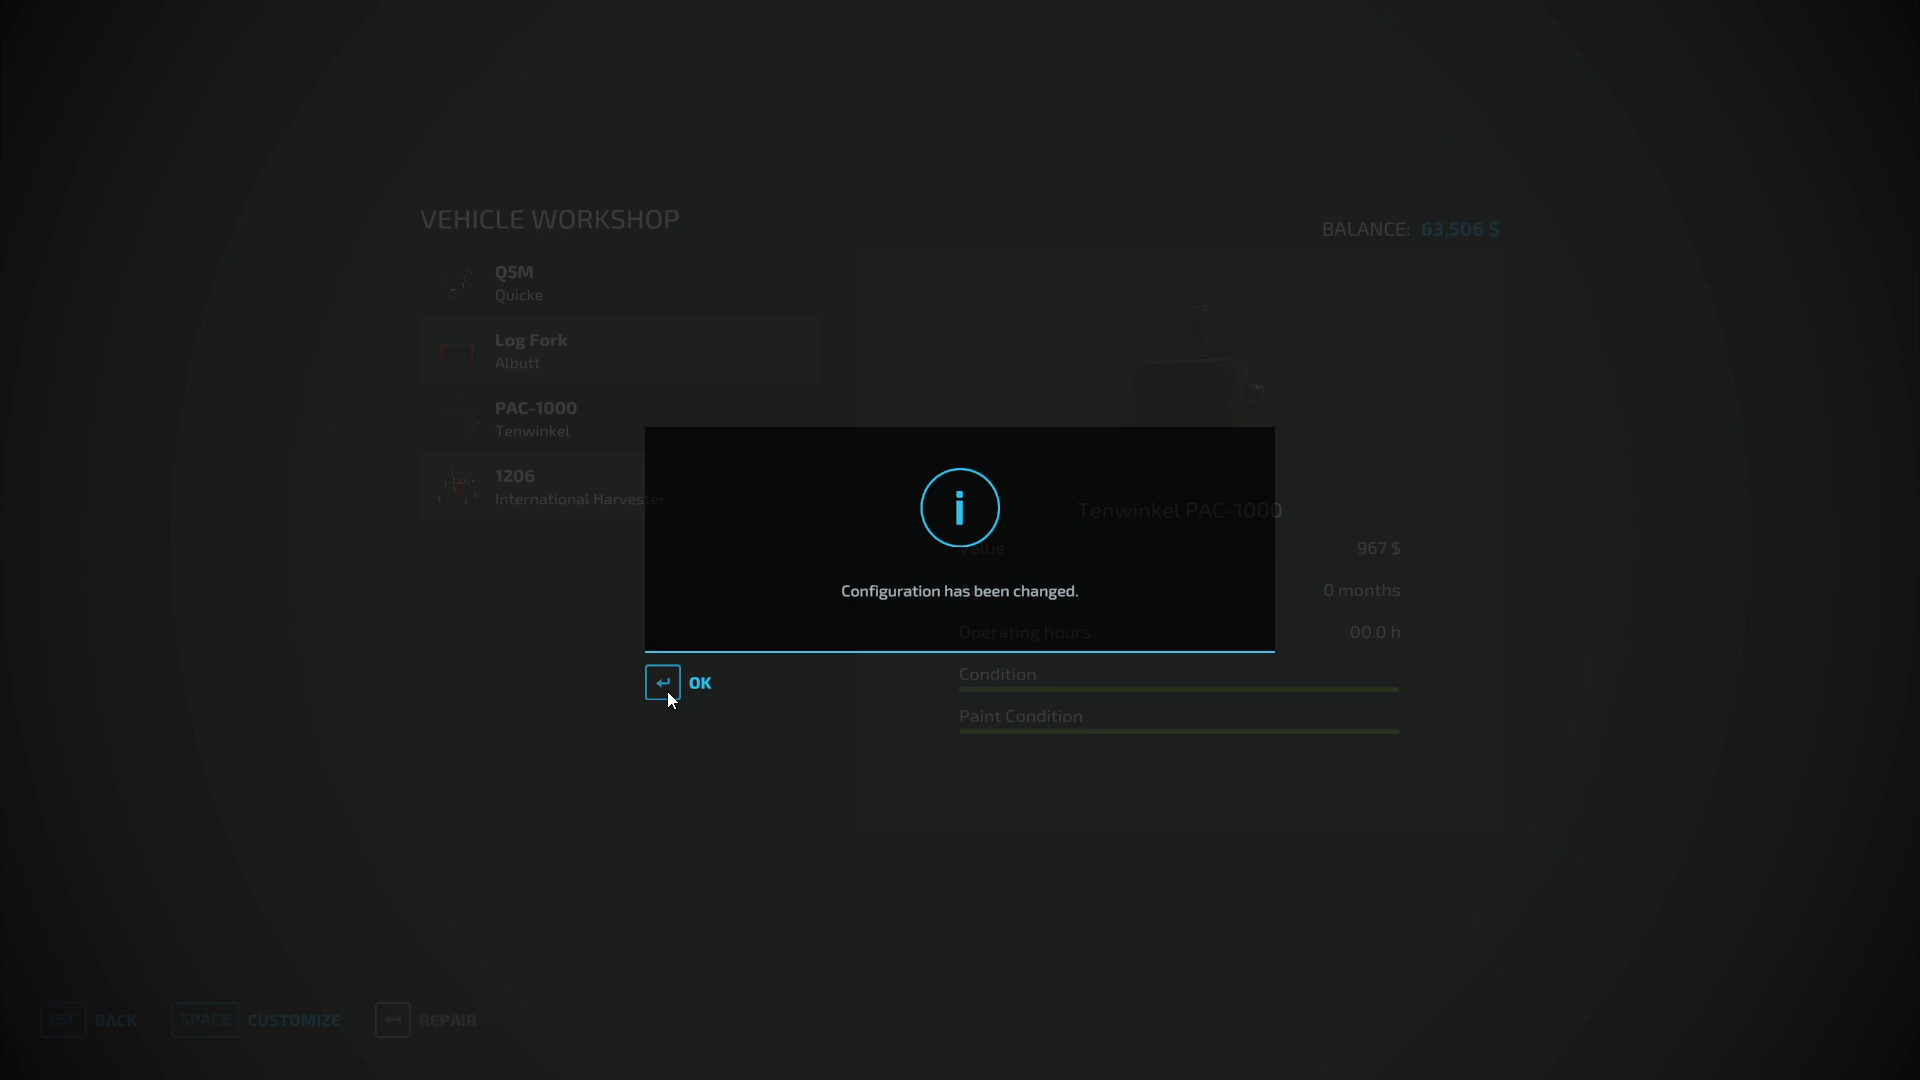 VEHICLE WORKSHOP
BALANCE: 63,506 $
Q5M
Quicke
Log Fork
Albutt
PAC-1000
Tenwinkel
1206
International Harvester
Tenwinkel PAC-1000
Value 967 $
0 months
Operating hours 00.0 h
Condition
Paint Condition
i
Configuration has been changed.
OK
ESC BACK
SPACE CUSTOMIZE
REPAIR